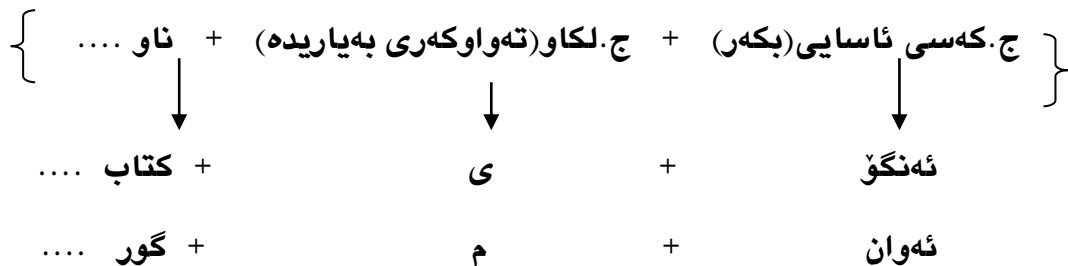 { ج.کەسی ئاسایی(بکەر) + ج.لکاو(تەواوکەری بەیاریدە) + ناو .... }
ئەنگۆ + ی + کتاب ....
ئەوان + م + گور ....